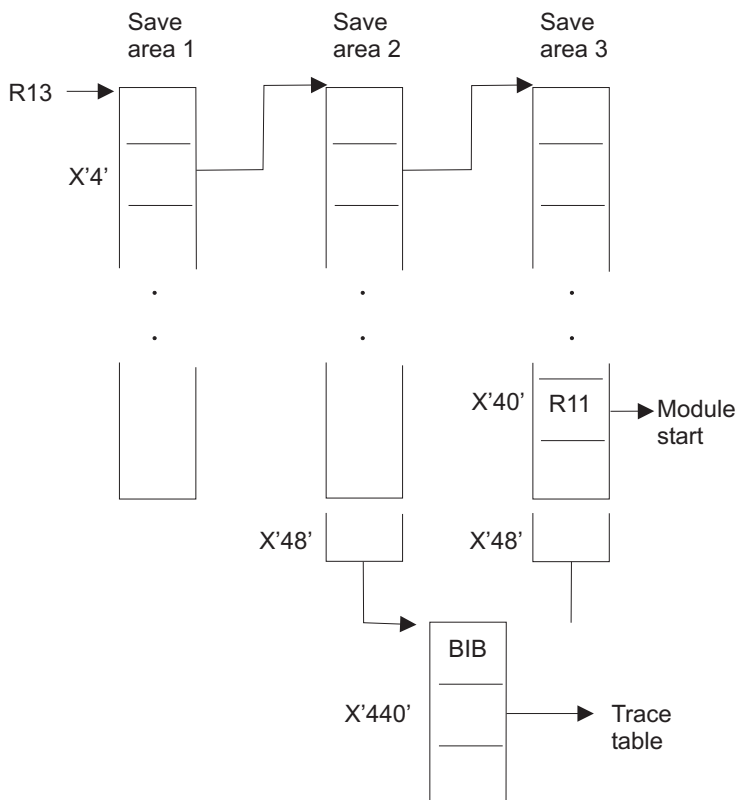 Save
area 1
Save
area 2
Save
area 3
R13
X’4’
X’40’
R11
Module
start
X’48’
X’48’
BIB
X’440’
Trace
table